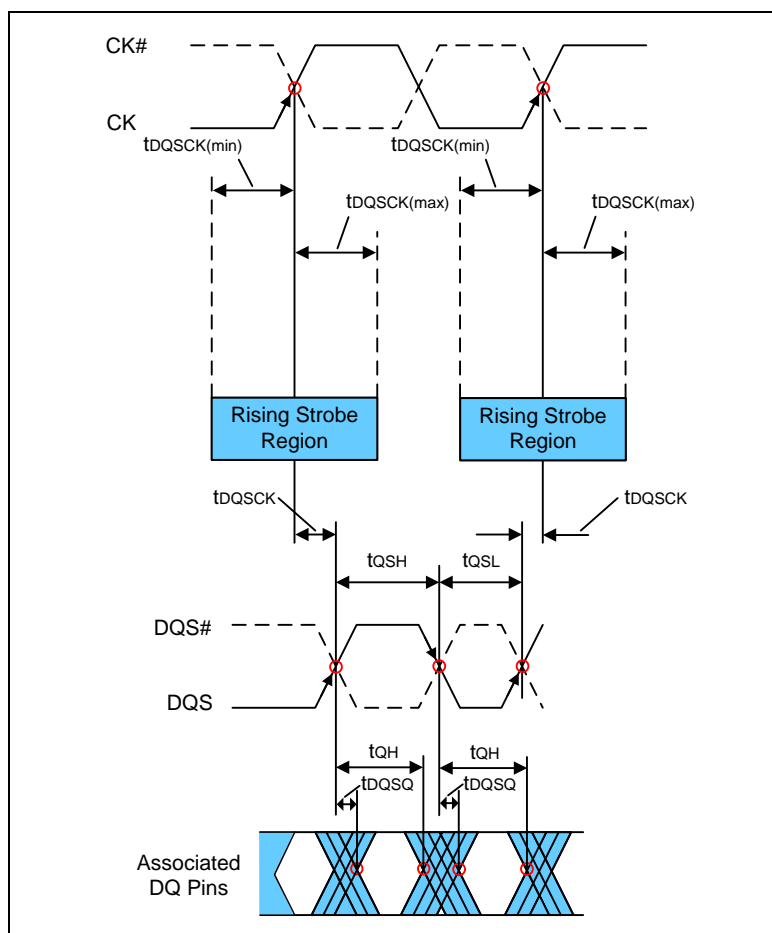 CK#
CK
tDQSCK(min)
tDQSCK(min)
tDQSCK(max)
tDQSCK(max)
Rising Strobe
Region
Rising Strobe
Region
tDQSCK
tDQSCK
tQSH
tQSL
DQS#
DQS
tQH
tQH
tDQSQ
tDQSQ
Associated
DQ Pins